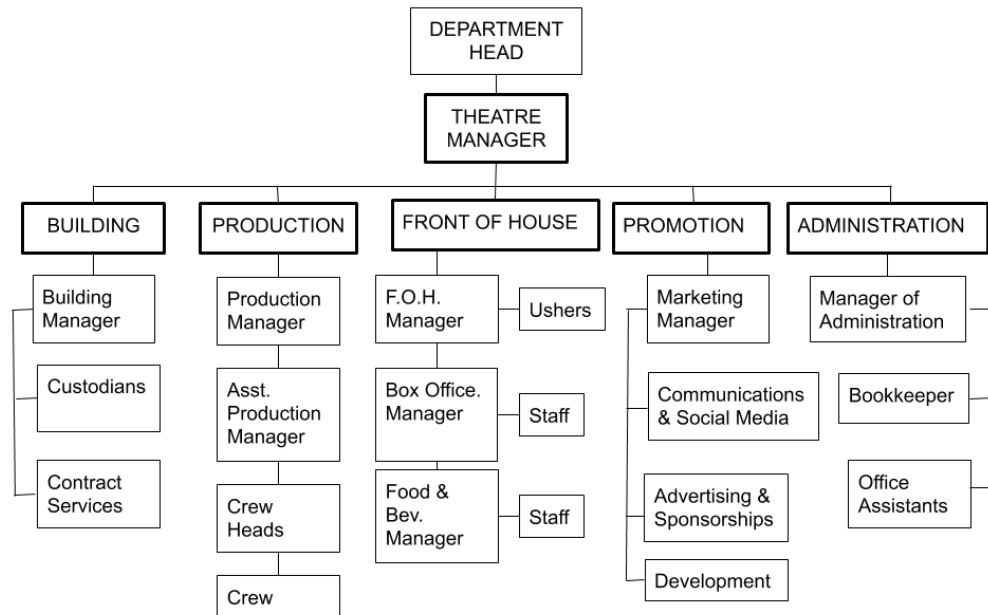 DEPARTMENT
HEAD
THEATRE
MANAGER
BUILDING
PRODUCTION
FRONT OF HOUSE
PROMOTION
ADMINISTRATION
Building
Manager
Custodians
Contract
Services
Production
Manager
Asst.
Production
Manager
Crew
Heads
Crew
F.O.H.
Manager
Ushers
Box Office.
Manager
Staff
Food &
Bev.
Manager
Staff
Marketing
Manager
Communications
& Social Media
Advertising &
Sponsorships
Development
Manager of
Administration
Bookkeeper
Office
Assistants